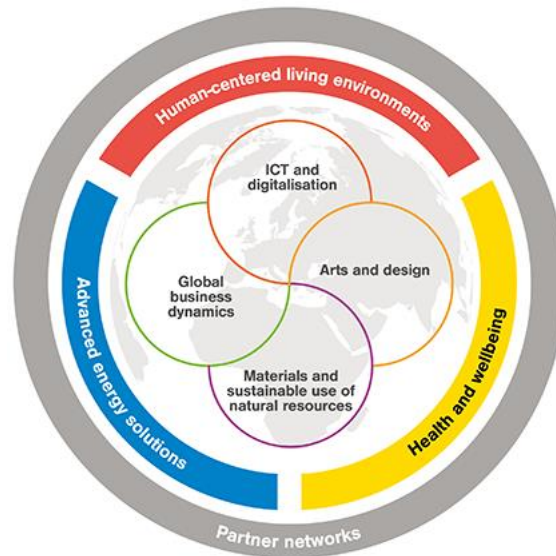 Human-centered living environments
ICT and
digitalisation
Arts and design
Global
business
dynamics
Materials and
sustainable use of
natural resources
Advanced energy solutions
Health and wellbeing
Partner networks